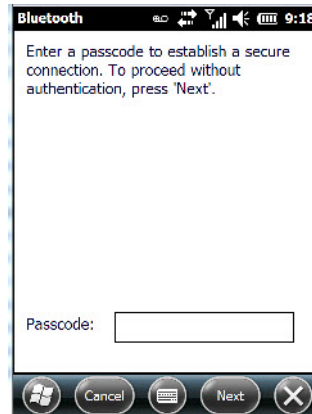 Bluetooth 9:18
Enter a passcode to establish a secure
connection. To proceed without
authentication, press 'Next'.
Passcode:
Cancel Next